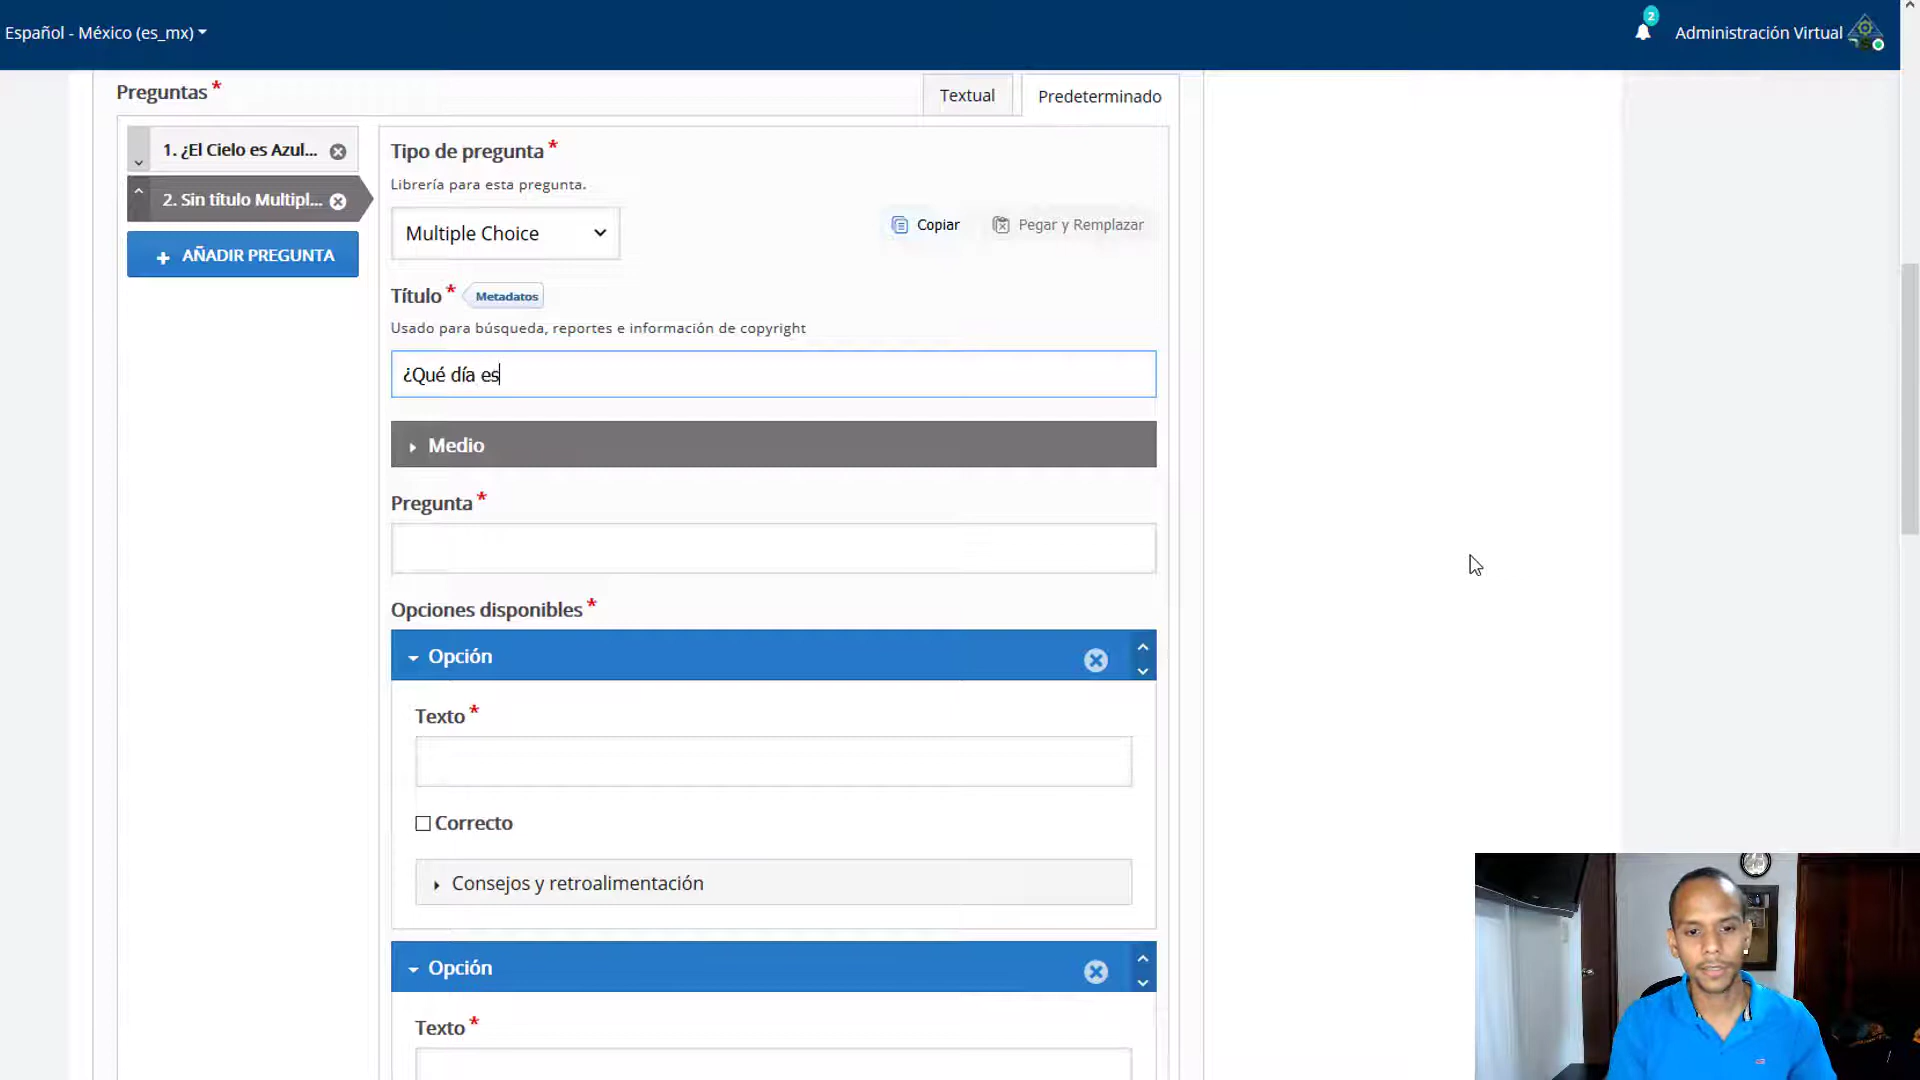 Español - México (es_mx)
2
Administración Virtual
Preguntas *
Textual
Predeterminado
1. ¿El Cielo es Azul...
2. Sin título Multipl...
+ AÑADIR PREGUNTA
Tipo de pregunta *
Librería para esta pregunta.
Multiple Choice
Copiar
Pegar y Remplazar
Título *
Metadatos
Usado para búsqueda, reportes e información de copyright
¿Qué día es
Medio
Pregunta *
Opciones disponibles *
Opción
Texto *
Correcto
Consejos y retroalimentación
Opción
Texto *